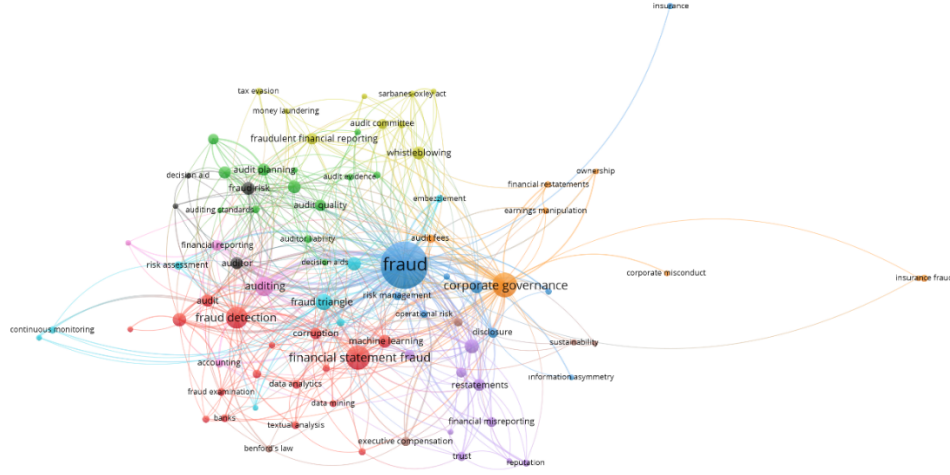 insurance
tax evasion
sarbanes-oxley act
money laundering
audit committee
fraudulent financial reporting
whistleblowing
audit planning
decision aid
fraud risk
audit evidence
ownership
financial restatements
embezzlement
auditing standards
audit quality
earnings manipulation
auditor liability
audit fees
financial reporting
risk assessment
auditor
decision aids
fraud
corporate misconduct
insurance fraud
auditing
corporate governance
audit
fraud triangle
risk management
fraud detection
operational risk
continuous monitoring
corruption
machine learning
disclosure
sustainability
financial statement fraud
accounting
information asymmetry
data analytics
restatements
fraud examination
data mining
banks
textual analysis
financial misreporting
benford's law
executive compensation
trust
reputation